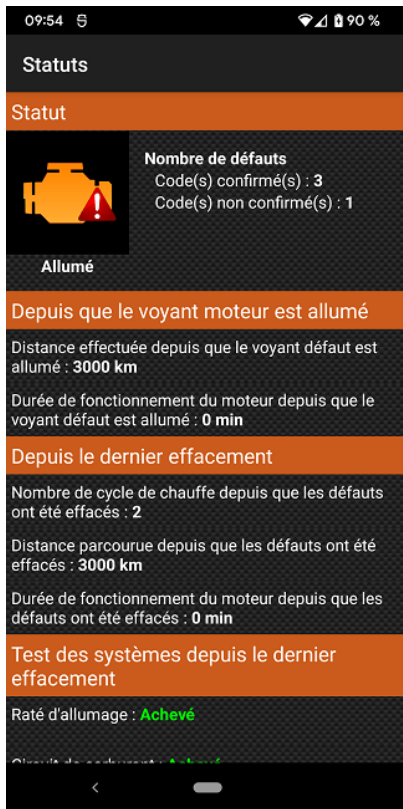 09:54
90 %
Statuts
Statut
Nombre de défauts
Code(s) confirmé(s) : 3
Code(s) non confirmé(s) : 1
Allumé
Depuis que le voyant moteur est allumé
Distance effectuée depuis que le voyant défaut est
allumé : 3000 km
Durée de fonctionnement du moteur depuis que le
voyant défaut est allumé : 0 min
Depuis le dernier effacement
Nombre de cycle de chauffe depuis que les défauts
ont été effacés : 2
Distance parcourue depuis que les défauts ont été
effacés : 3000 km
Durée de fonctionnement du moteur depuis que les
défauts ont été effacés : 0 min
Test des systèmes depuis le dernier
effacement
Raté d'allumage : Achevé
Circuit de carburant : Achevé